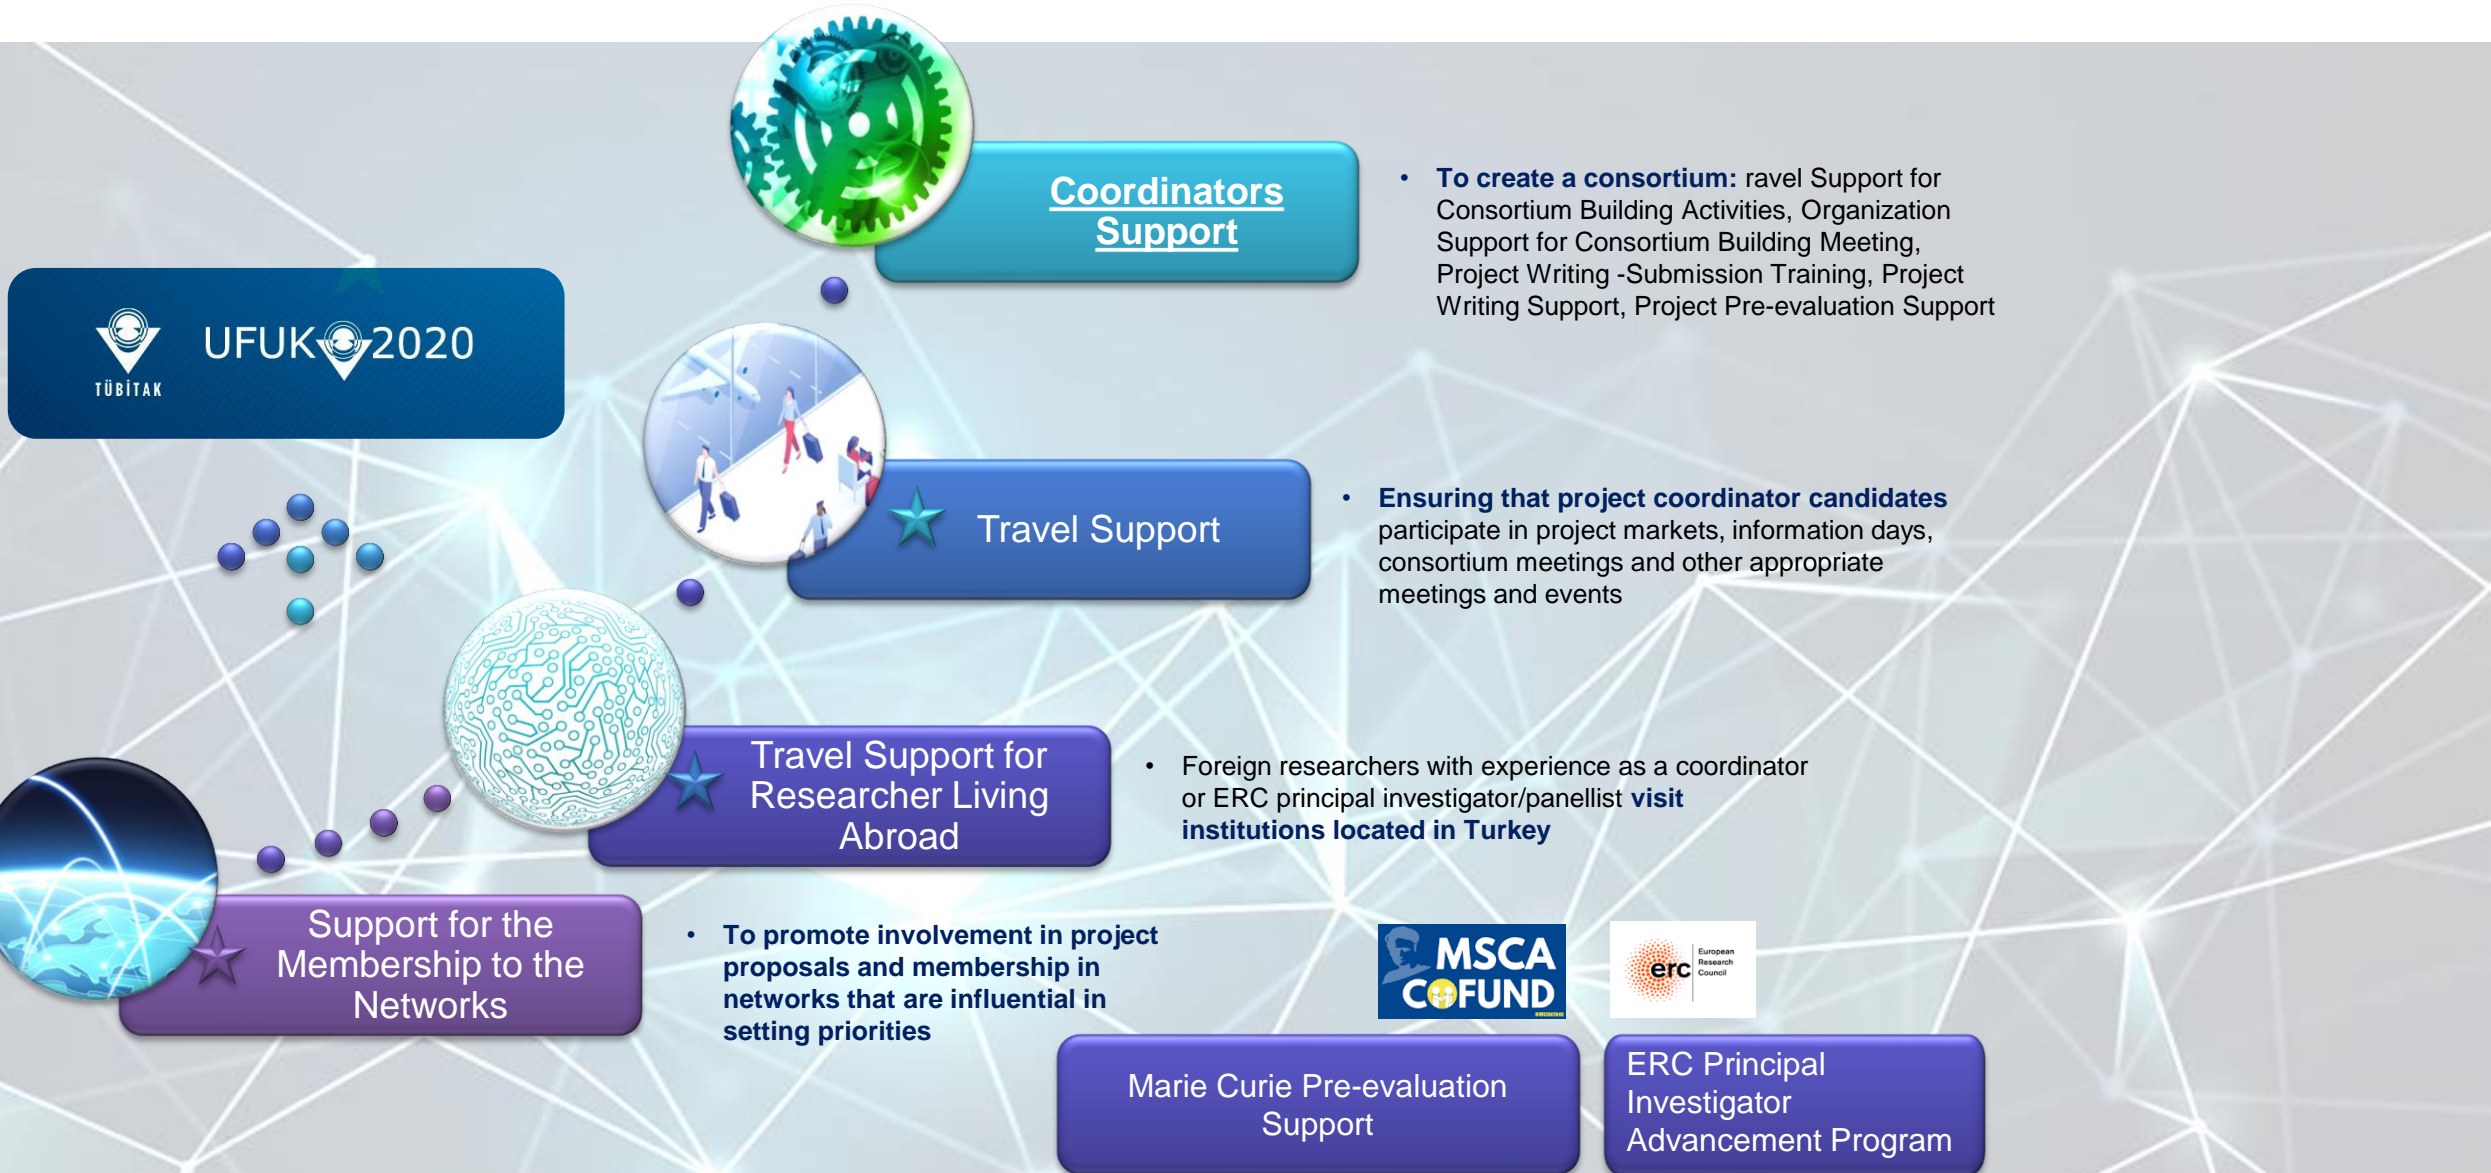 Coordinators
Support
• To create a consortium: ravel Support for
Consortium Building Activities, Organization
Support for Consortium Building Meeting,
Project Writing -Submission Training, Project
Writing Support, Project Pre-evaluation Support
TÜBİTAK
UFUK 2020
Travel Support
• Ensuring that project coordinator candidates
participate in project markets, information days,
consortium meetings and other appropriate
meetings and events
Travel Support for
Researcher Living
Abroad
• Foreign researchers with experience as a coordinator
or ERC principal investigator/panellist visit
institutions located in Turkey
Support for the
Membership to the
Networks
• To promote involvement in project
proposals and membership in
networks that are influential in
setting priorities
MSCA
COFUND
erc
European
Research
Council
Marie Curie Pre-evaluation
Support
ERC Principal
Investigator
Advancement Program